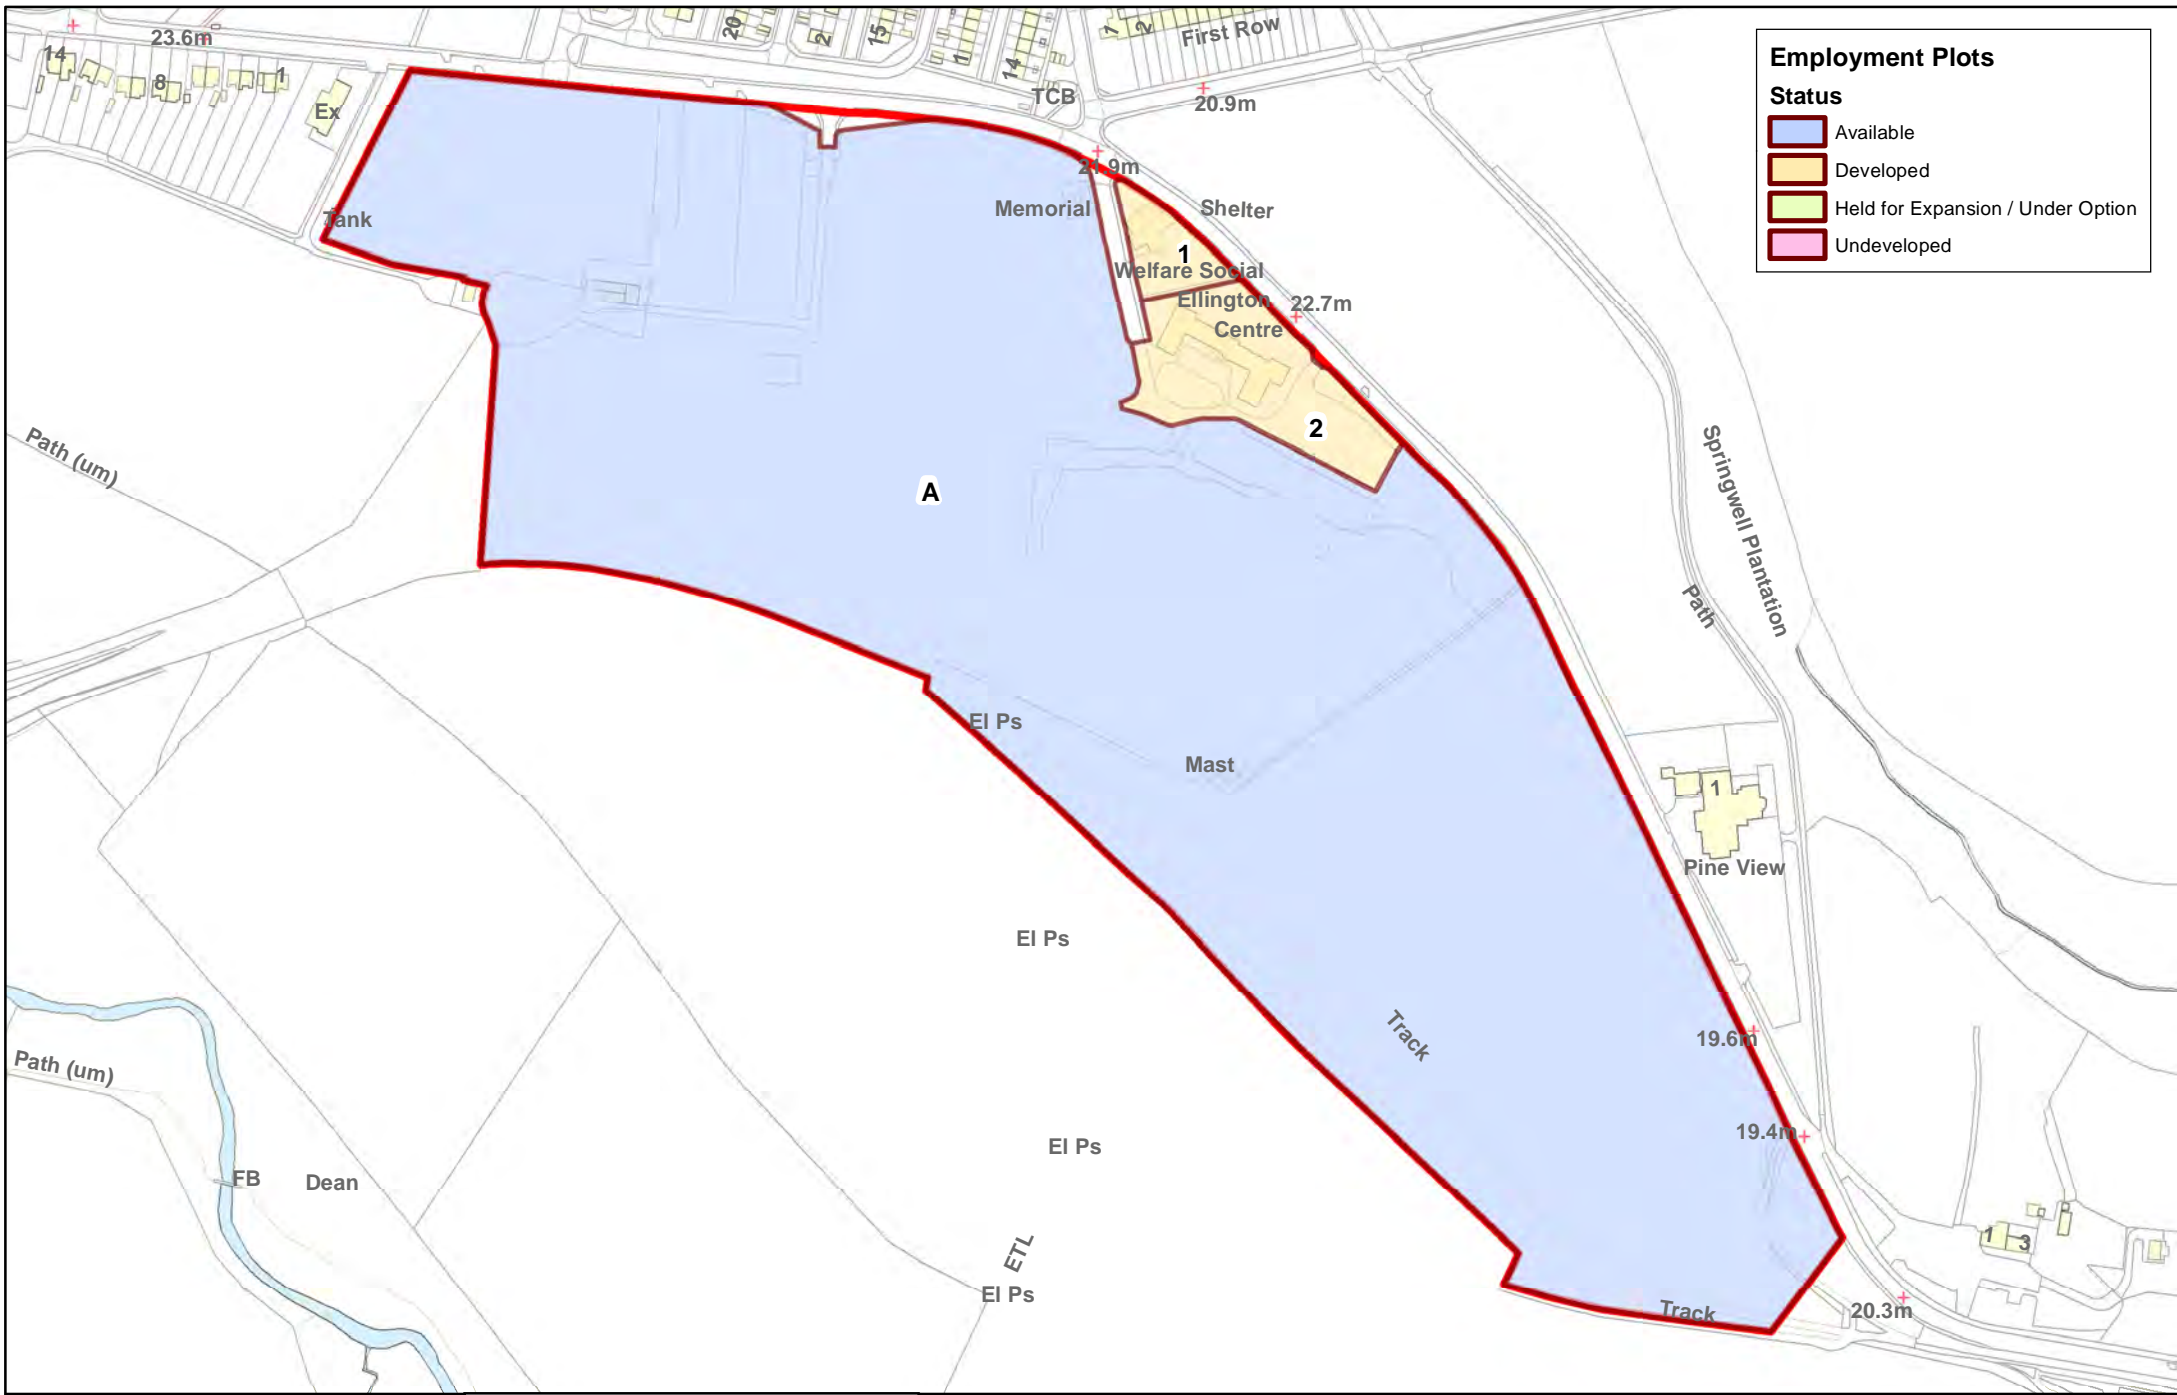 Employment Plots
Status
Available
Developed
Held for Expansion / Under Option
Undeveloped
23.6m
14
8
1
Ex
Tank
20
2
15
1
14
7
2
First Row
TCB
20.9m
21.9m
Memorial
Shelter
1
Welfare Social
Ellington
Centre
22.7m
2
A
Path (um)
Springwell Plantation
Path
El Ps
Mast
1
Pine View
El Ps
Track
19.6m
Path (um)
19.4m
El Ps
FB
Dean
ETL
El Ps
1
3
Track
20.3m